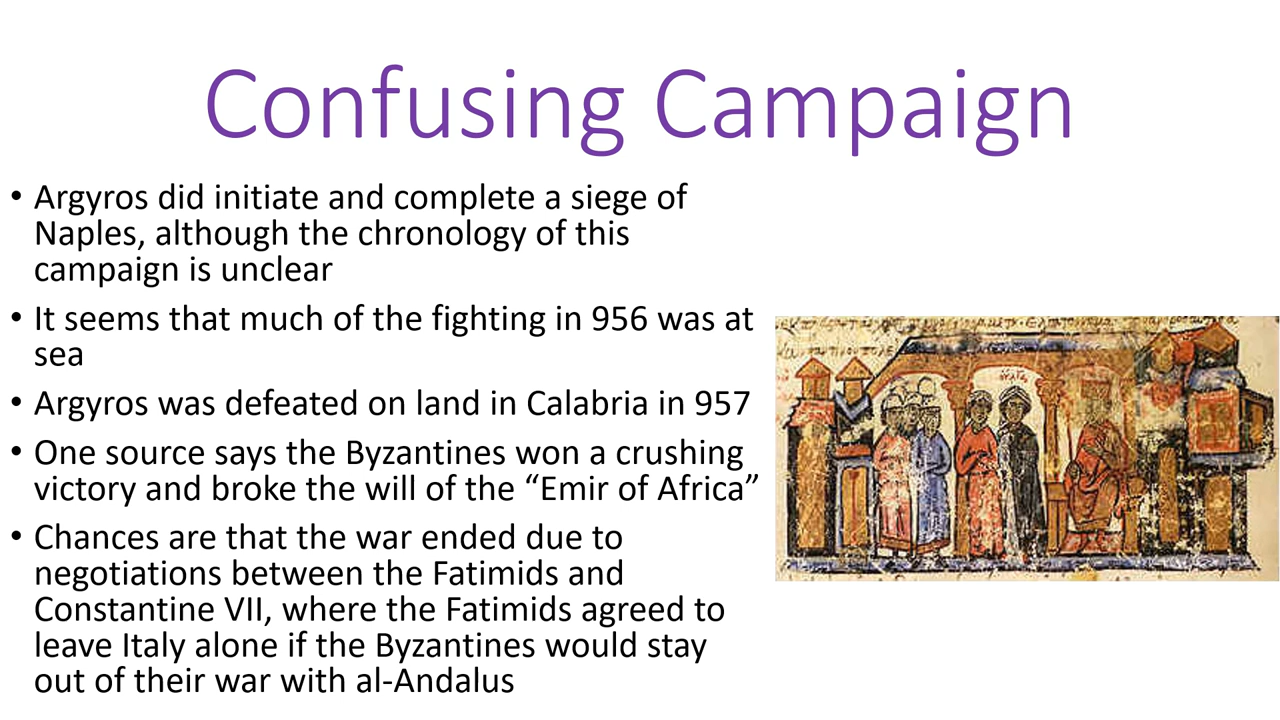 Confusing Campaign
• Argyros did initiate and complete a siege of
Naples, although the chronology of this
campaign is unclear
• It seems that much of the fighting in 956 was at
sea
• Argyros was defeated on land in Calabria in 957
• One source says the Byzantines won a crushing
victory and broke the will of the “Emir of Africa”
• Chances are that the war ended due to
negotiations between the Fatimids and
Constantine VII, where the Fatimids agreed to
leave Italy alone if the Byzantines would stay
out of their war with al-Andalus